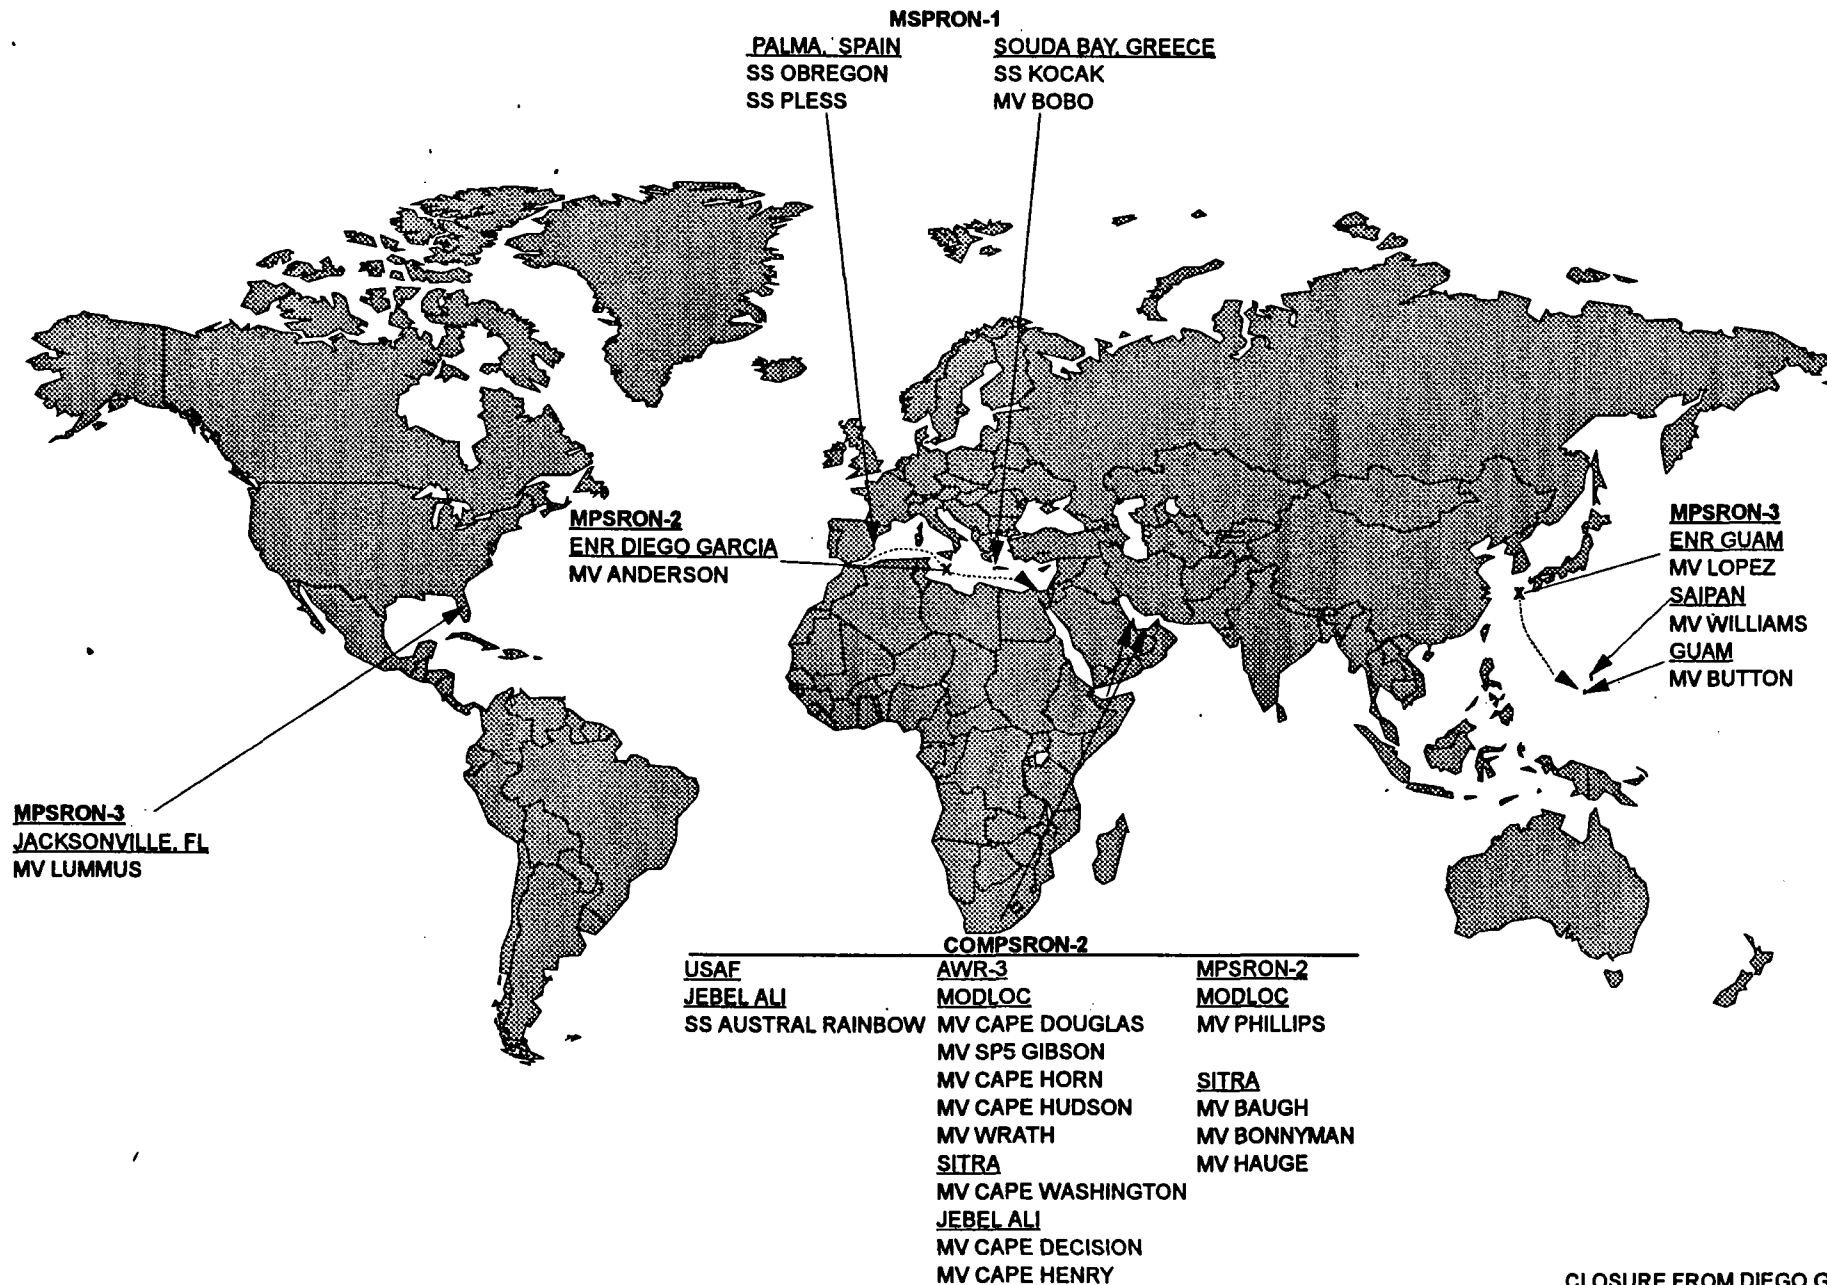 MSPRON-1
PALMA, SPAIN
SS OBREGON
SS PLESS
SOUDA BAY, GREECE
SS KOCAK
MV BOBO
MPSRON-2
ENR DIEGO GARCIA
MV ANDERSON
MPSRON-3
ENR GUAM
MV LOPEZ
SAIPAN
MV WILLIAMS
GUAM
MV BUTTON
MPSRON-3
JACKSONVILLE, FL
MV LUMMUS
COMPSRON-2
USAF
JEBEL ALI
SS AUSTRAL RAINBOW
AWR-3
MODLOC
MV CAPE DOUGLAS
MV SP5 GIBSON
MV CAPE HORN
MV CAPE HUDSON
MV WRATH
SITRA
MV CAPE WASHINGTON
JEBEL ALI
MV CAPE DECISION
MV CAPE HENRY
MPSRON-2
MODLOC
MV PHILLIPS
SITRA
MV BAUGH
MV BONNYMAN
MV HAUGE
CLOSURE FROM DIEGO G